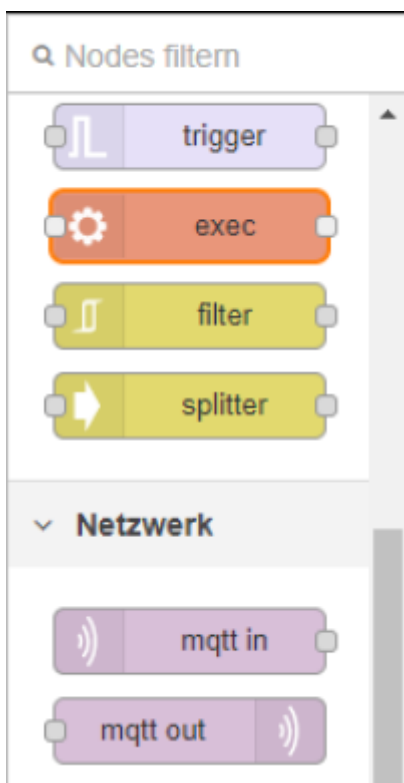 Nodes filtern
trigger
exec
filter
splitter
Netzwerk
mqtt in
mqtt out